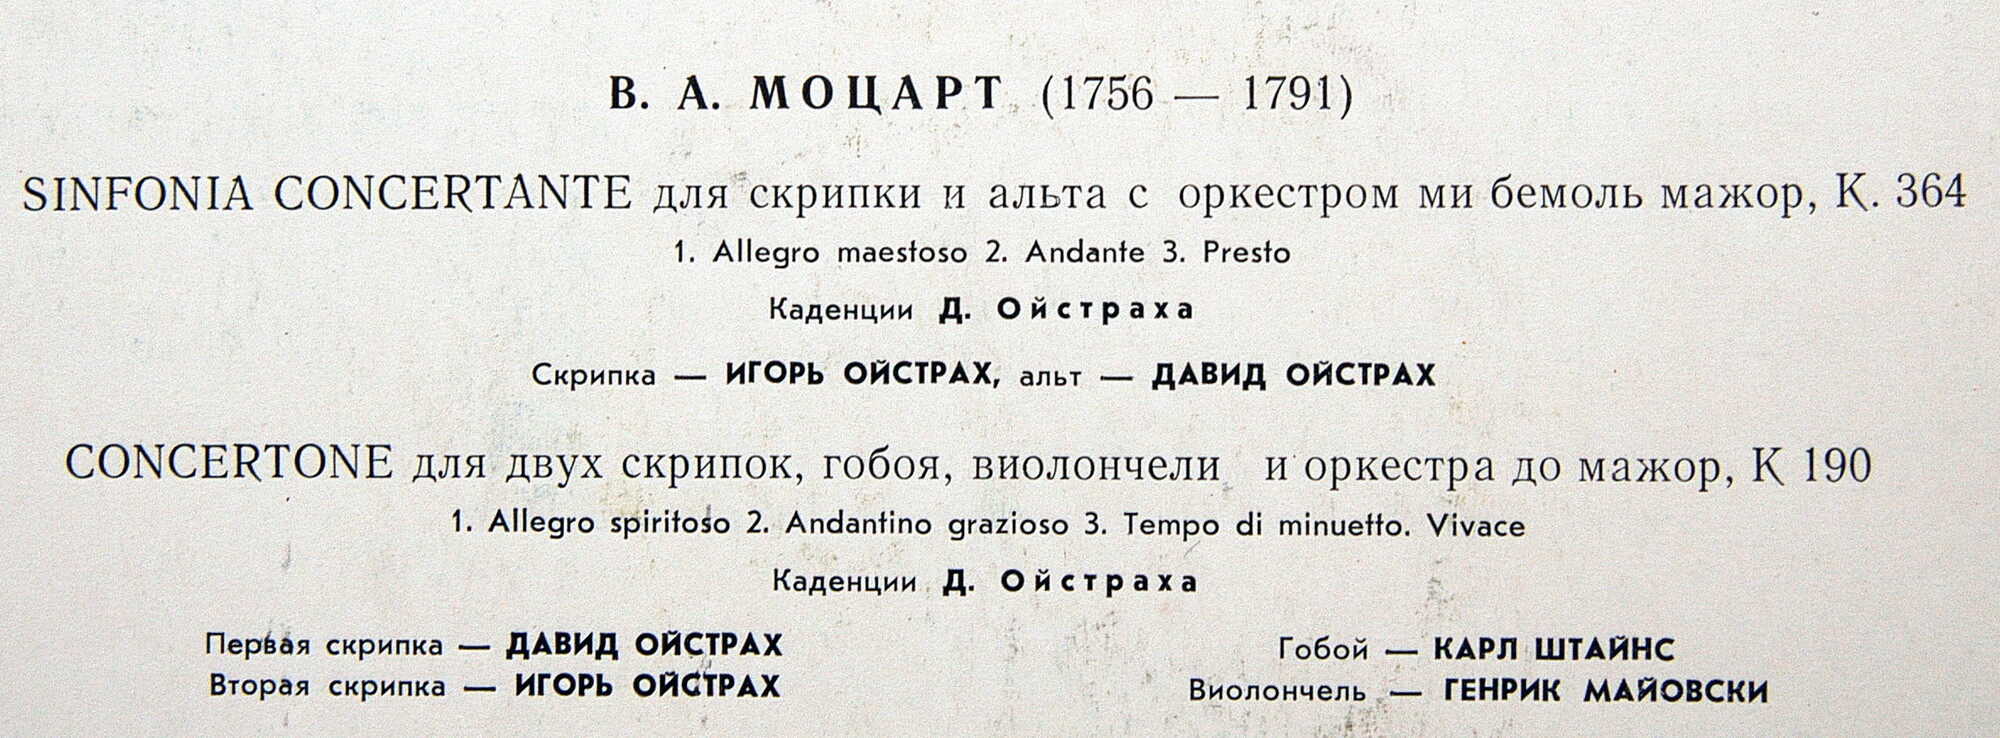 В. А. МОЦАРТ (1756 — 1791)
SINFONIA CONCERTANTE для скрипки и альта с оркестром ми бемоль мажор, К. 364
1. Allegro maestoso 2. Andante 3. Presto
Каденции Д. Ойстраха
Скрипка — ИГОРЬ ОЙСТРАХ, альт — ДАВИД ОЙСТРАХ
CONCERTONE для двух скрипок, гобоя, виолончели и оркестра до мажор, К 190
1. Allegro spiritoso 2. Andantino grazioso 3. Tempo di minuetto. Vivace
Каденции Д. Ойстраха
Первая скрипка — ДАВИД ОЙСТРАХ
Вторая скрипка — ИГОРЬ ОЙСТРАХ
Гобой — КАРЛ ШТАЙНС
Виолончель — ГЕНРИК МАЙОВСКИ